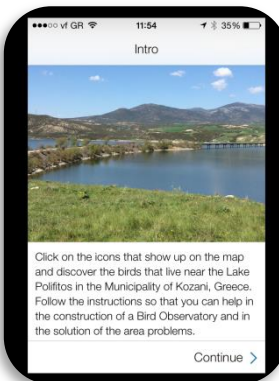 vf GR 11:54 35%
Intro
Click on the icons that show up on the map
and discover the birds that live near the Lake
Polifitos in the Municipality of Kozani, Greece.
Follow the instructions so that you can help in
the construction of a Bird Observatory and in
the solution of the area problems.
Continue